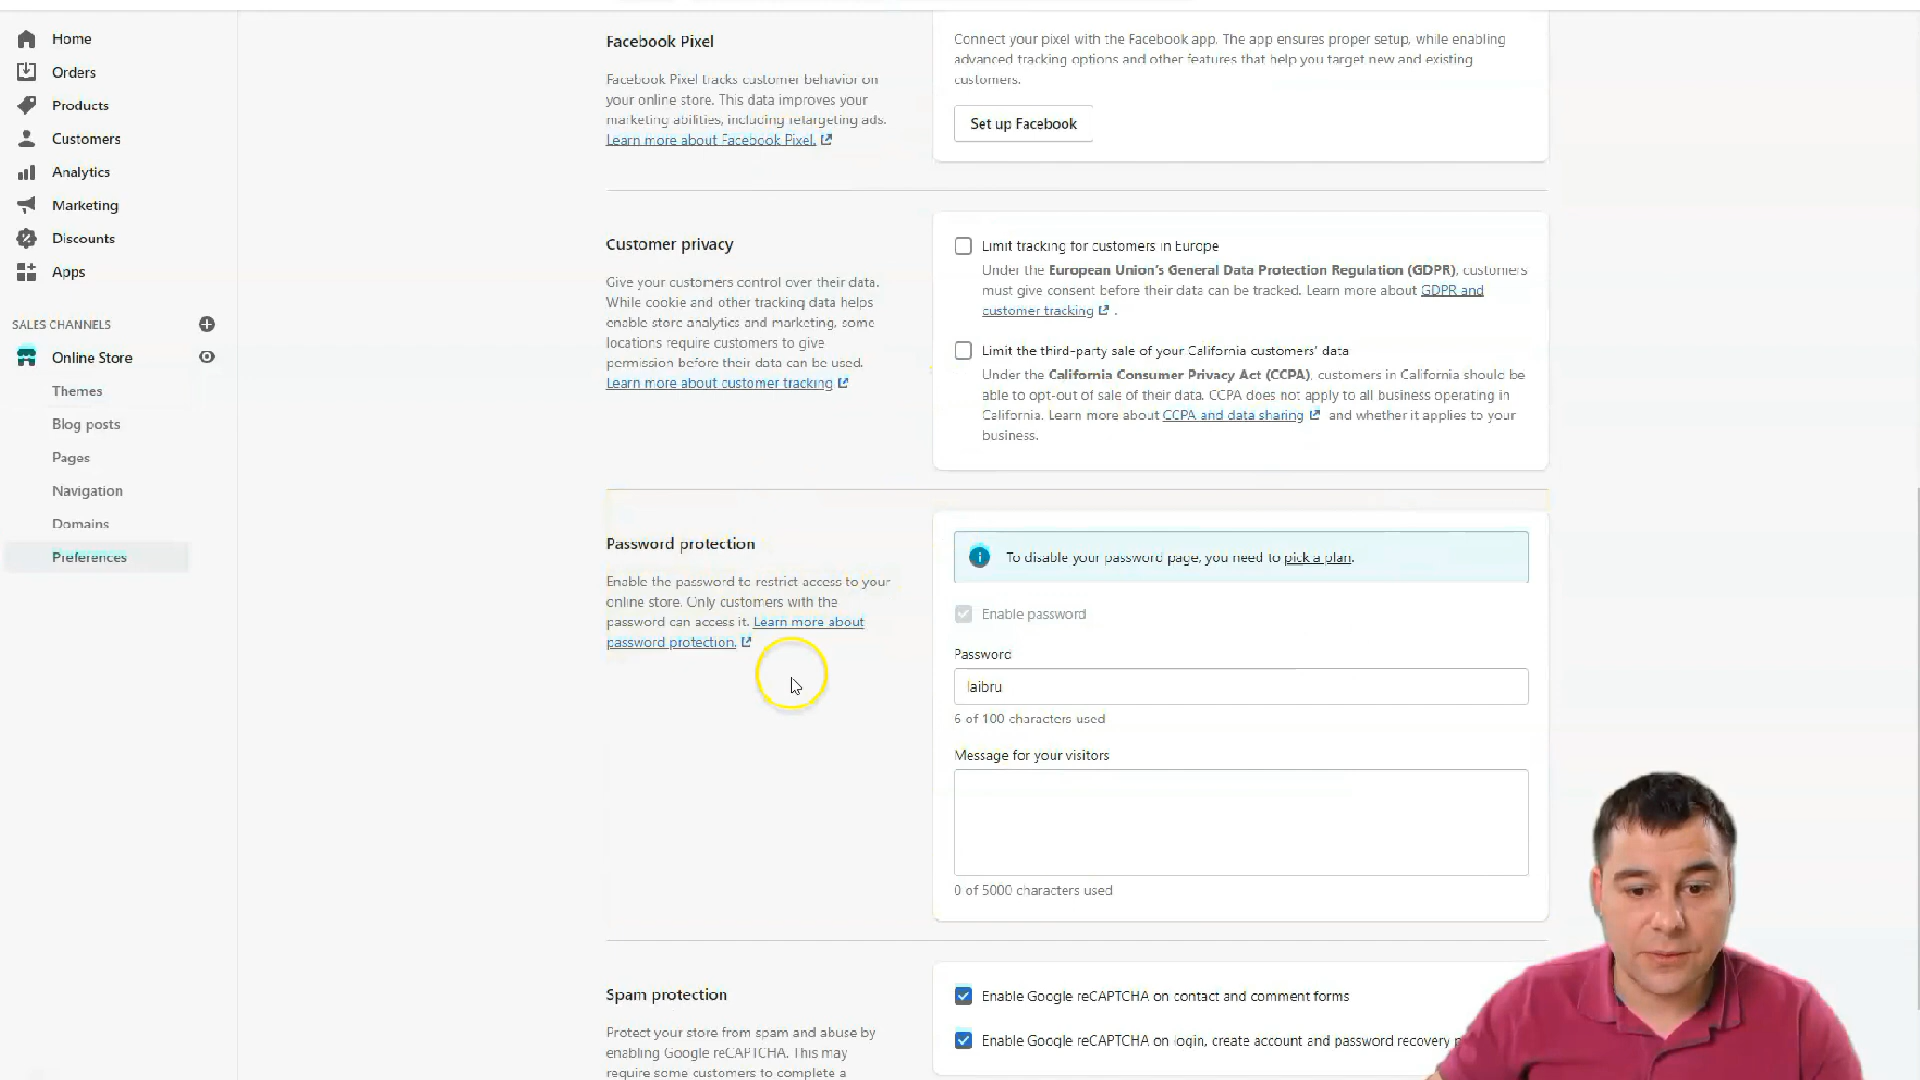 Home
Orders
Products
Customers
Analytics
Marketing
Discounts
Apps
SALES CHANNELS
Online Store
Themes
Blog posts
Pages
Navigation
Domains
Preferences
Facebook Pixel
Facebook Pixel tracks customer behavior on
your online store. This data improves your
marketing abilities, including retargeting ads.
Learn more about Facebook Pixel.
Connect your pixel with the Facebook app. The app ensures proper setup, while enabling
advanced tracking options and other features that help you target new and existing
customers.
Set up Facebook
Customer privacy
Give your customers control over their data.
While cookie and other tracking data helps
enable store analytics and marketing, some
locations require customers to give
permission before their data can be used.
Learn more about customer tracking
Limit tracking for customers in Europe
Under the European Union's General Data Protection Regulation (GDPR), customers
must give consent before their data can be tracked. Learn more about GDPR and
customer tracking .
Limit the third-party sale of your California customers' data
Under the California Consumer Privacy Act (CCPA), customers in California should be
able to opt-out of sale of their data. CCPA does not apply to all business operating in
California. Learn more about CCPA and data sharing and whether it applies to your
business.
Password protection
Enable the password to restrict access to your
online store. Only customers with the
password can access it. Learn more about
password protection.
To disable your password page, you need to pick a plan.
Enable password
Password
laibru
6 of 100 characters used
Message for your visitors
0 of 5000 characters used
Spam protection
Protect your store from spam and abuse by
enabling Google reCAPTCHA. This may
require some customers to complete a
Enable Google reCAPTCHA on contact and comment forms
Enable Google reCAPTCHA on login, create account and password recovery